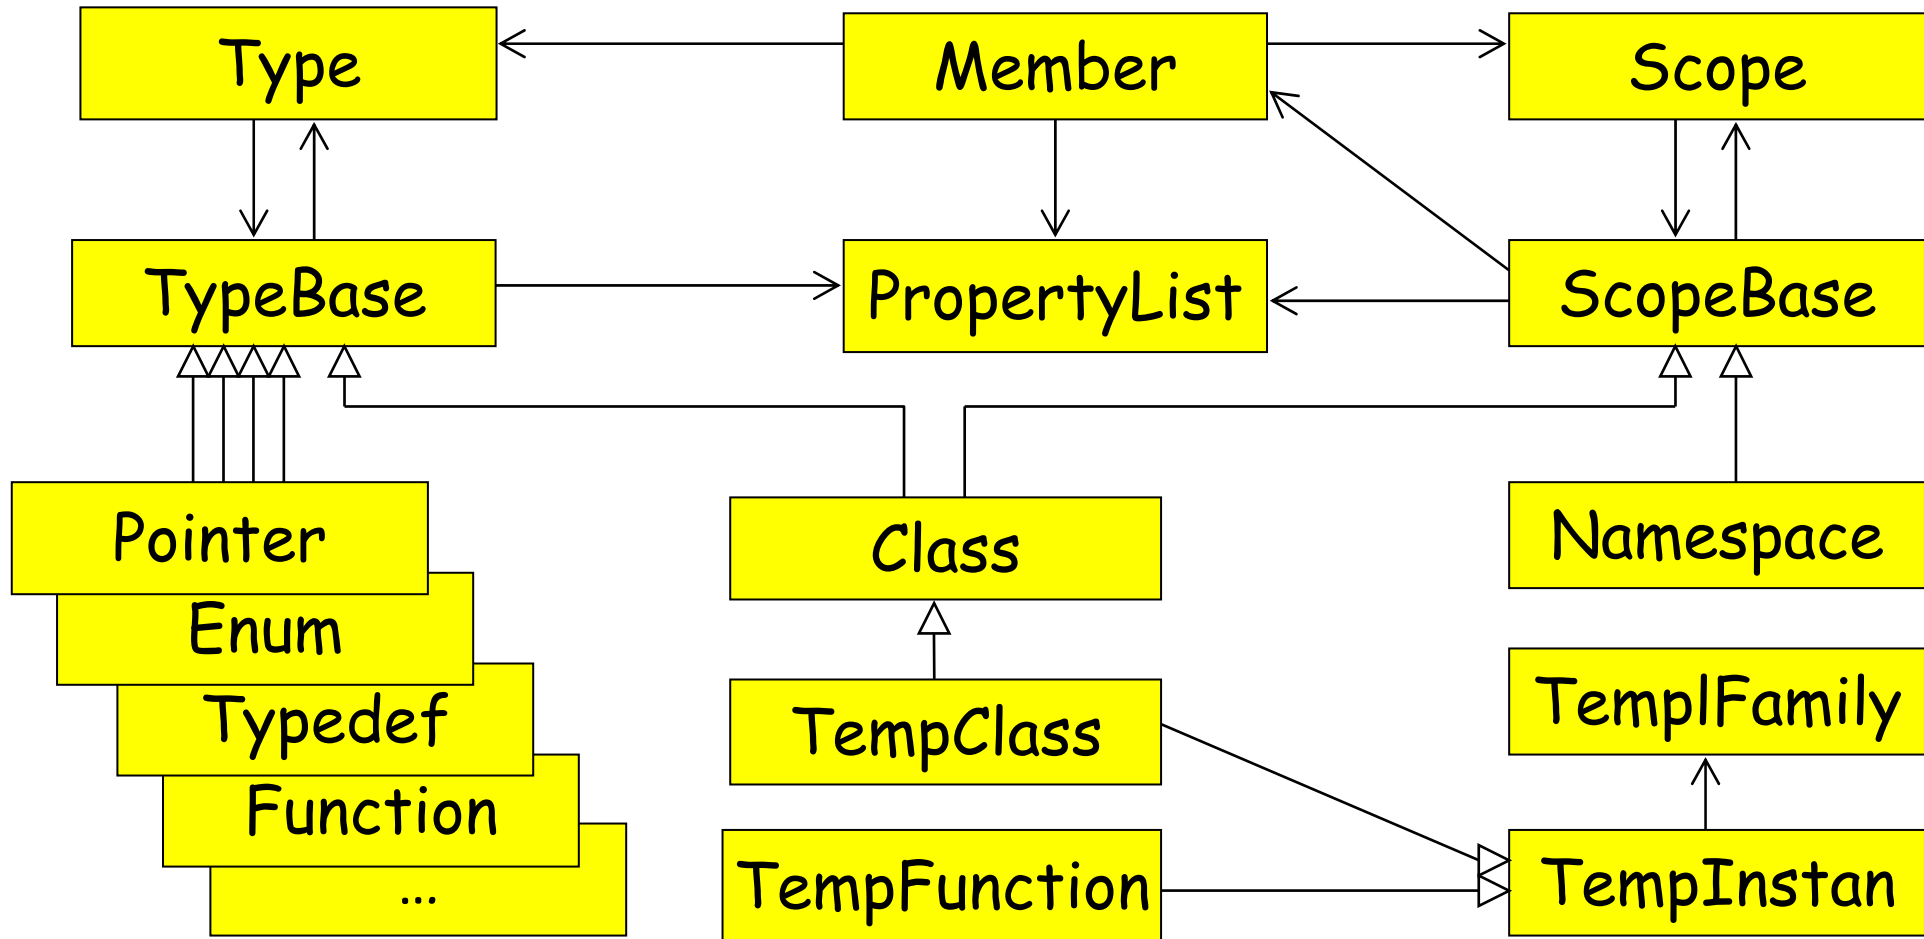 Type
Member
Scope
TypeBase
PropertyList
ScopeBase
Pointer
Class
Namespace
Enum
Typedef
TempClass
TemplFamily
Function
TempFunction
TempInstan
...